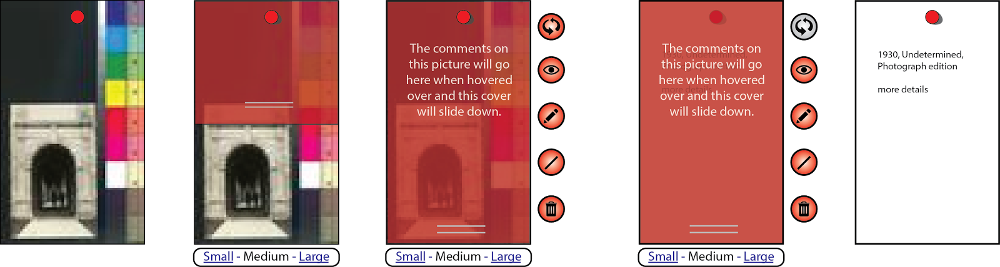 The comments on
this picture will go
here when hovered
over and this cover
will slide down.
The comments on
this picture will go
here when hovered
over and this cover
will slide down.
1930, Undetermined,
more details
1930, Undetermined,
Photograph edition
more details
Small - Medium - Large
Small - Medium - Large
Small - Medium - Large